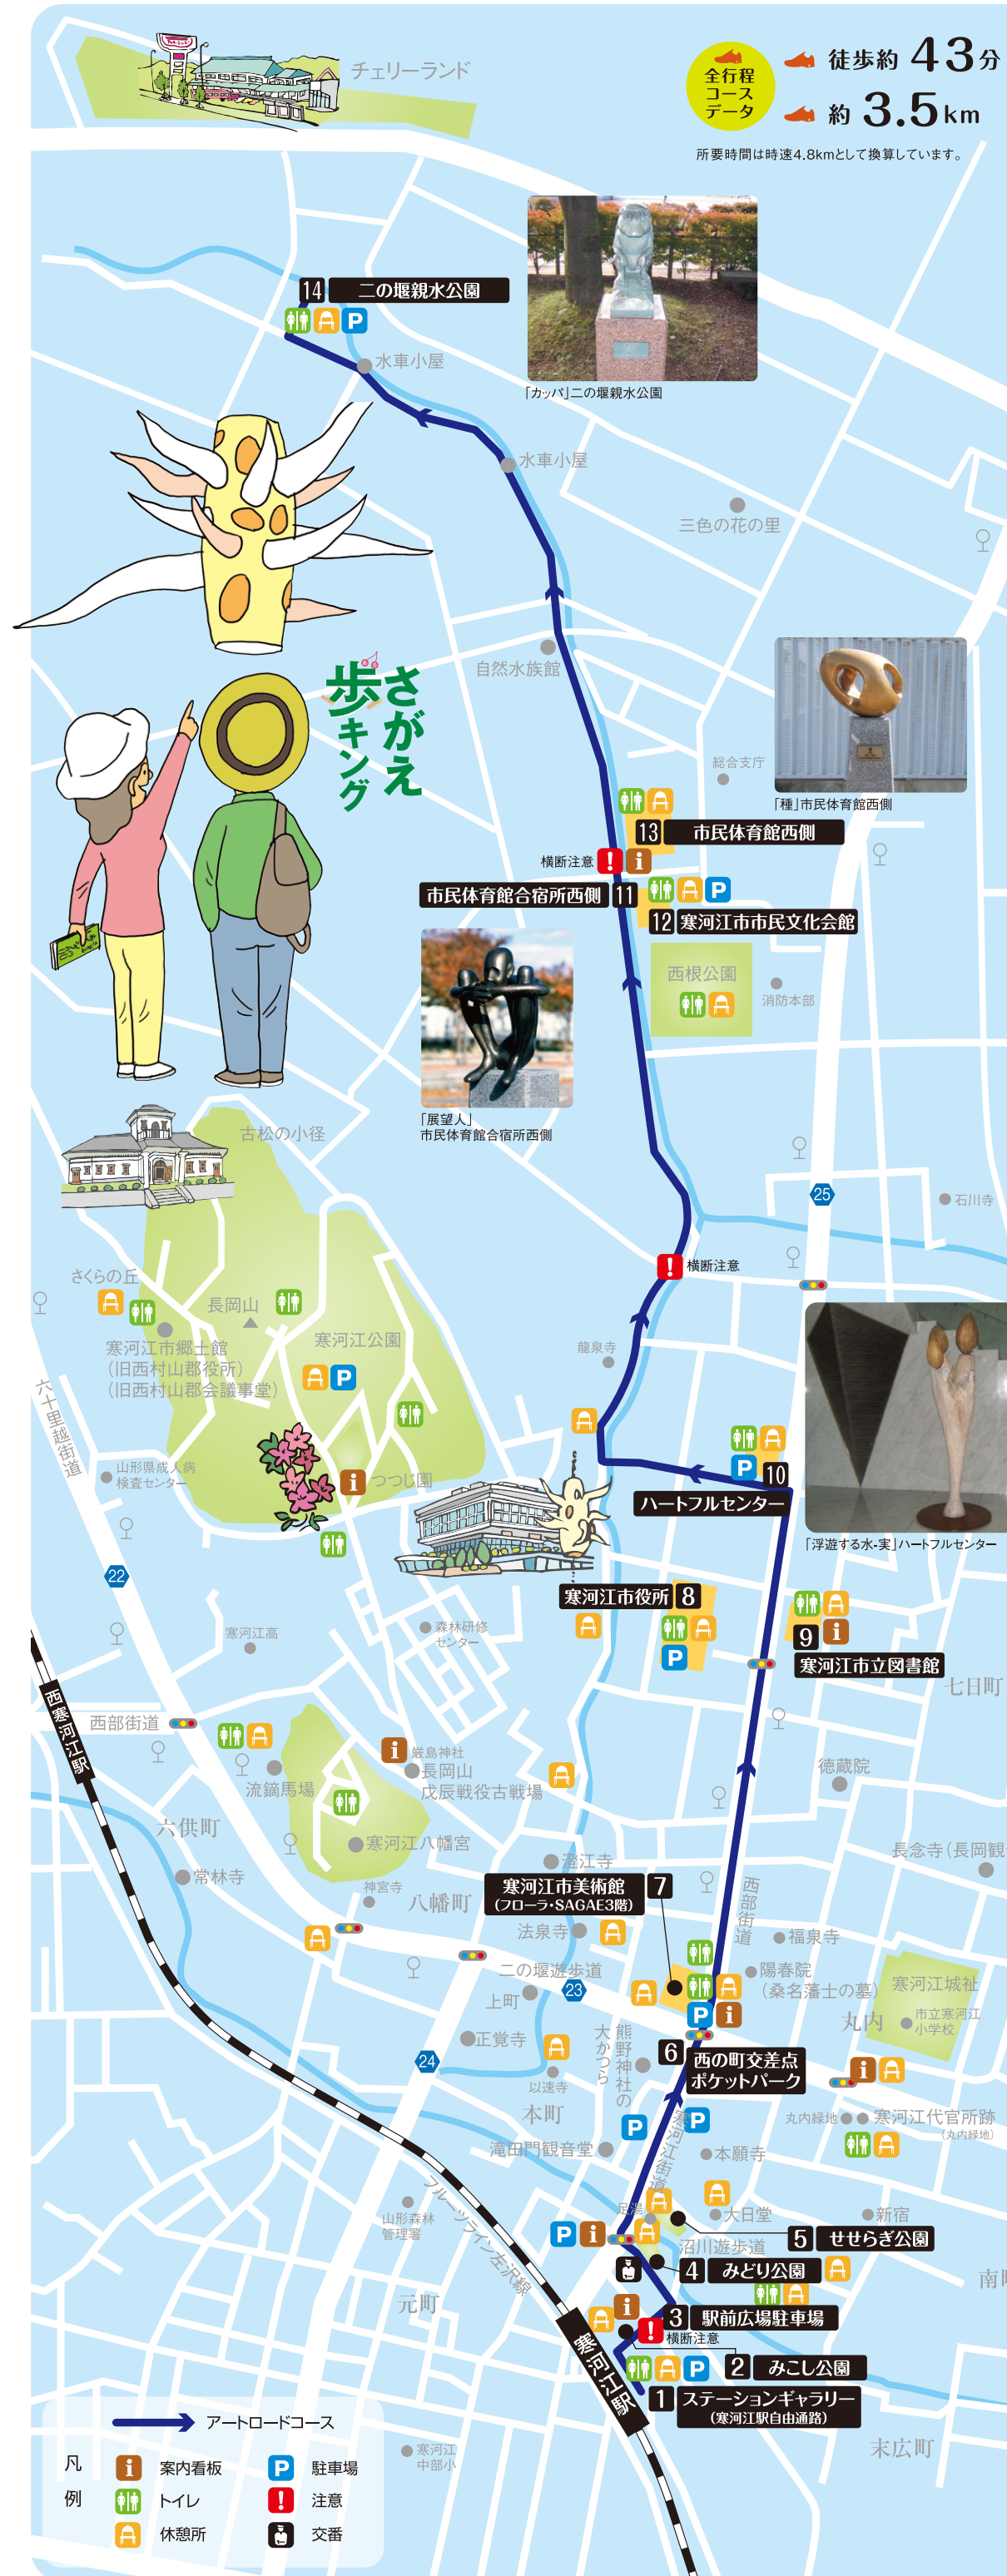 チェリーランド
全行程
コース
データ
徒歩約 43分
約 3.5km
所要時間は時速4.8kmとして換算しています。
14 二の堰親水公園
P
水車小屋
「カッパ」二の堰親水公園
水車小屋
三色の花の里
自然水族館
さがえ
歩キング
総合支庁
「種」市民体育館西側
13 市民体育館西側
横断注意
! i
市民体育館合宿所西側 11
P
12 寒河江市市民文化会館
西根公園
消防本部
「展望人」
市民体育館合宿所西側
古松の小径
25
石川寺
! 横断注意
さくらの丘
長岡山
寒河江市郷土館
(旧西村山郡役所)
(旧西村山郡会議事堂)
寒河江公園
P
龍泉寺
六十里越街道
山形県成人病
検査センター
i つつじ園
P 10
ハートフルセンター
「浮遊する水-実」ハートフルセンター
22
寒河江市役所 8
P
9 i
寒河江市立図書館
寒河江高
森林研修
センター
七日町
西寒河江駅
西部街道
流鏑馬場
i 厳島神社
長岡山
戊辰戦役古戦場
徳蔵院
六供町
寒河江八幡宮
長念寺(長岡観
常林寺
神宮寺
八幡町
澄江寺
寒河江市美術館 7
(フローラ・SAGAE3階)
西部街道
法泉寺
福泉寺
二の堰遊歩道
23
上町
陽春院
(桑名藩士の墓)
寒河江城祉
丸内
市立寒河江
小学校
P i
正覚寺
24
以速寺
熊野神社の
大かつら
6 西の町交差点
ポケットパーク
i
本町
丸内緑地
寒河江代官所跡
(丸内緑地)
P
P
寒河江街道
滝田門観音堂
本願寺
山形森林
管理署
フルーツライン左沢線
足湯
大日堂
新宿
P i
5 せせらぎ公園
沼川遊歩道
4 みどり公園
南町
元町
i
3 駅前広場駐車場
! 横断注意
2 みこし公園
P
寒河江駅
1 ステーションギャラリー
(寒河江駅自由通路)
末広町
寒河江
中部小
アートロードコース
凡例
i 案内看板
P 駐車場
トイレ
! 注意
休憩所
交番